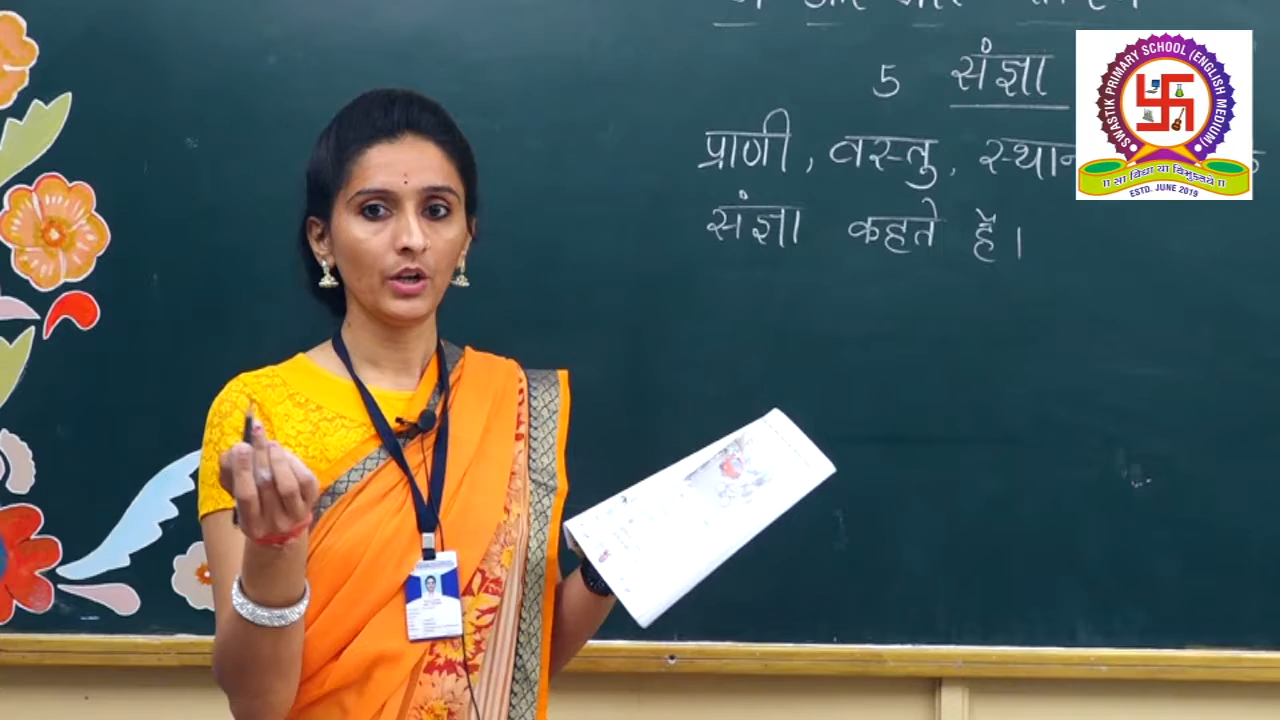 5 संज्ञा
प्राणी, वस्तु, स्थान
संज्ञा कहते हैं।
SWASTIK PRIMARY SCHOOL (ENGLISH MEDIUM)
॥ सा विद्या या विमुक्तये ॥
ESTD. JUNE 2019